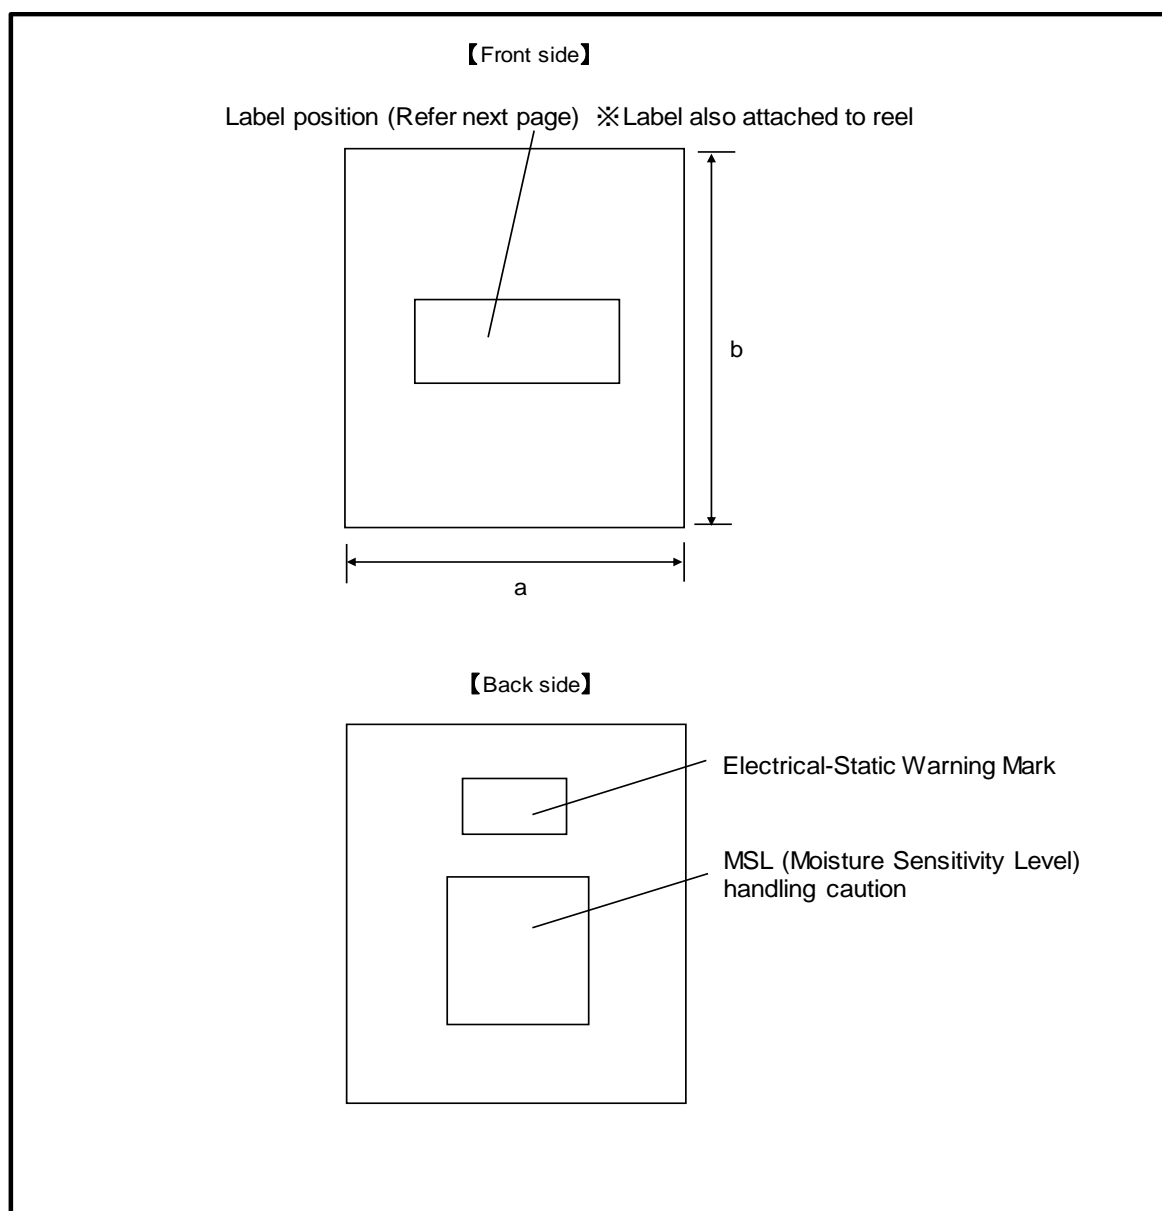 【Front side】
Label position (Refer next page) ※Label also attached to reel
b
a
【Back side】
Electrical-Static Warning Mark
MSL (Moisture Sensitivity Level)
handling caution